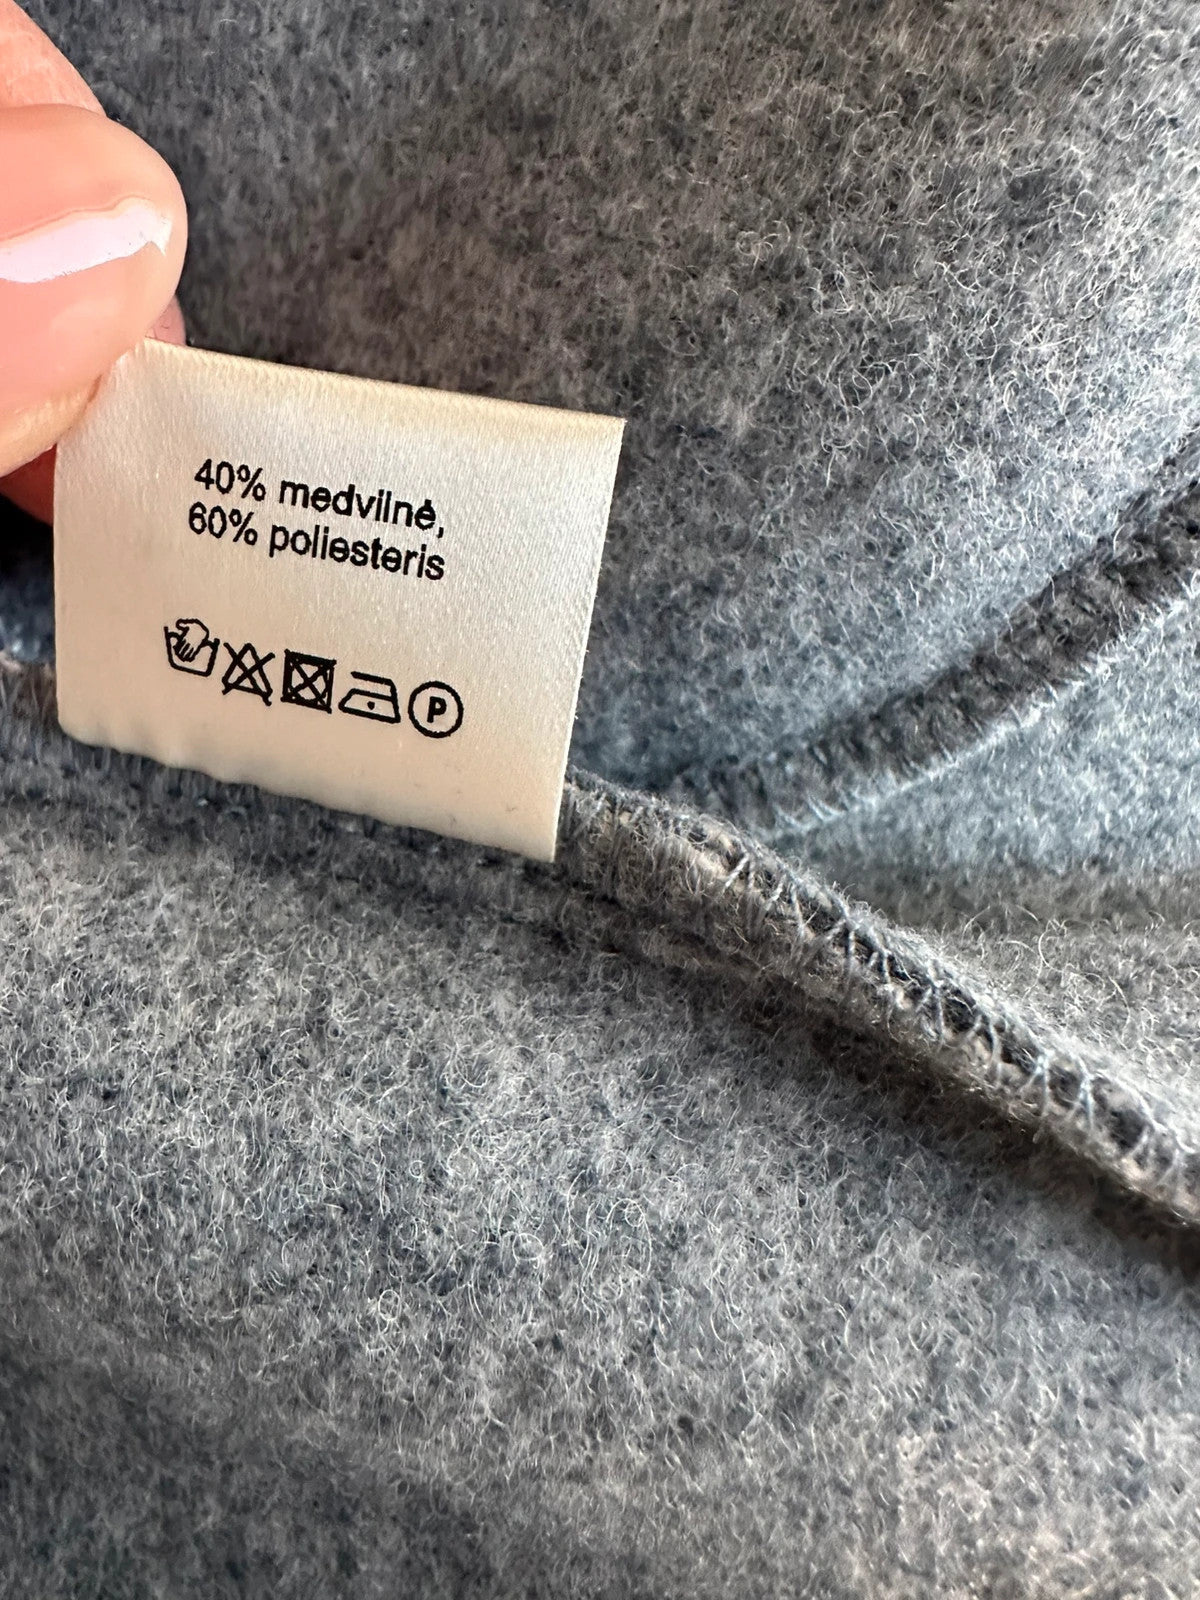 40% medvilnė,
60% poliesteris
P